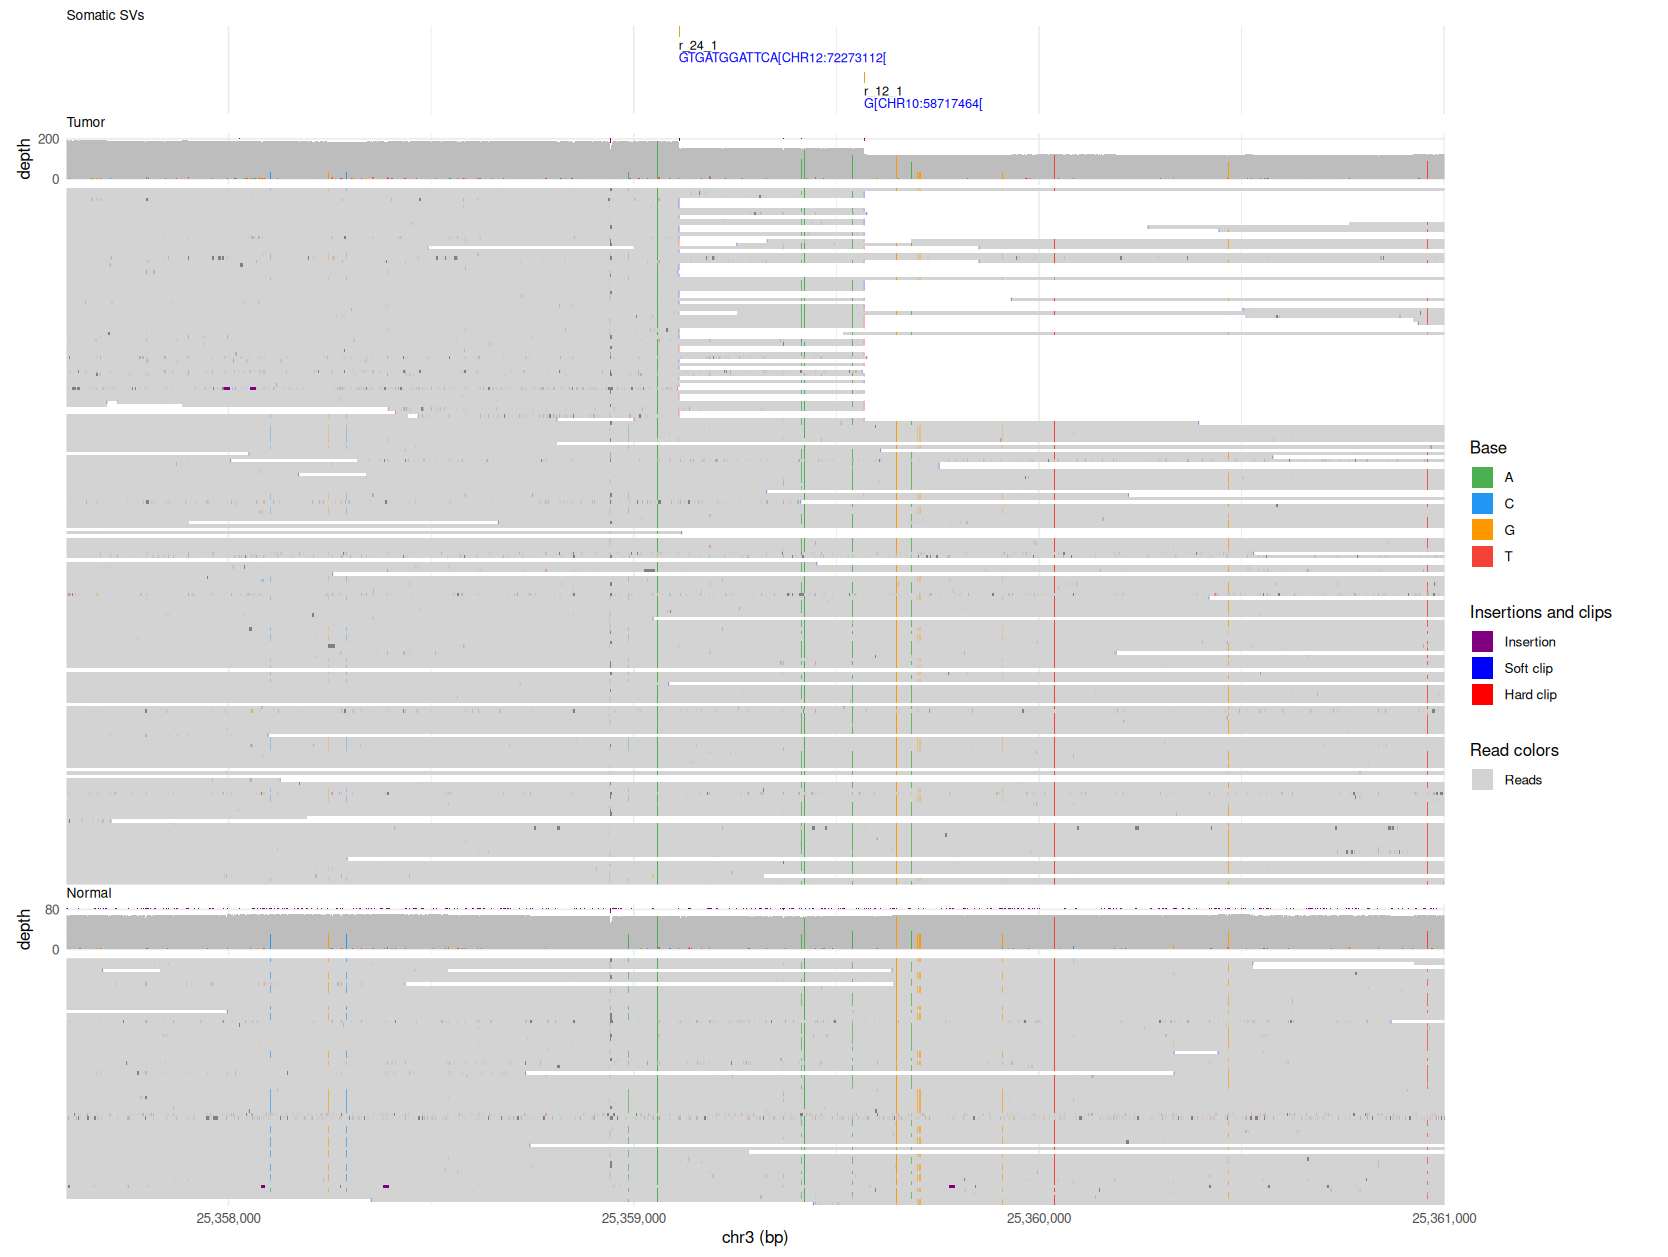 Somatic SVs
r_24_1
GTGATGGATTCA[CHR12:72273112[
r_12_1
G[CHR10:58717464[
Tumor
200
depth
0
Base
A
C
G
T
Insertions and clips
Insertion
Soft clip
Hard clip
Read colors
Reads
Normal
80
depth
0
25,358,000
25,359,000
25,360,000
25,361,000
chr3 (bp)